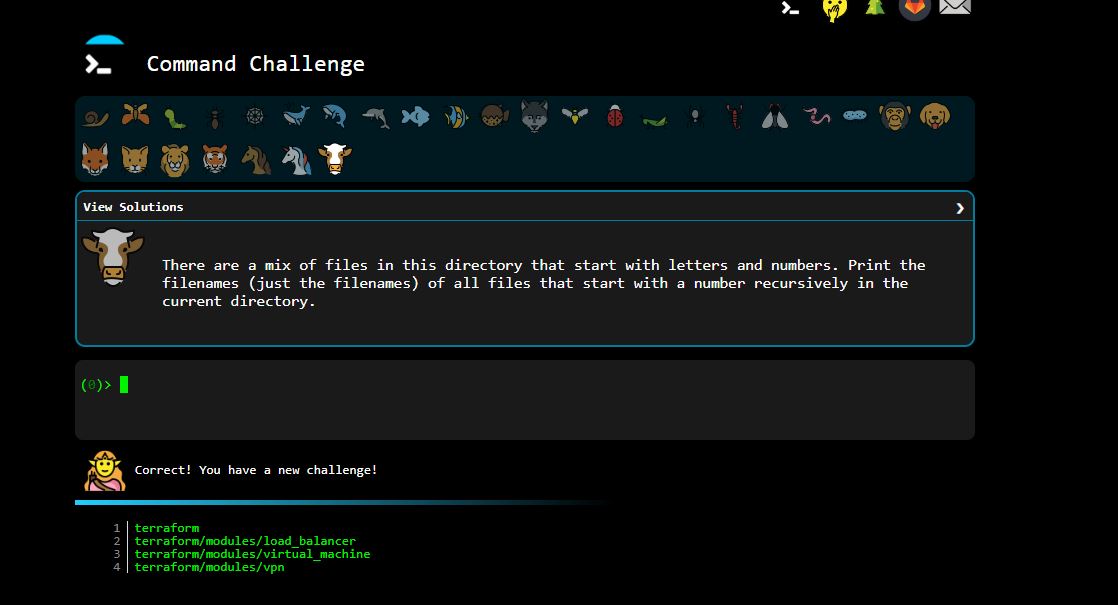 Command Challenge
View Solutions
There are a mix of files in this directory that start with letters and numbers. Print the
filenames (just the filenames) of all files that start with a number recursively in the
current directory.
(0)>
Correct! You have a new challenge!
1 terraform
2 terraform/modules/load_balancer
3 terraform/modules/virtual_machine
4 terraform/modules/vpn